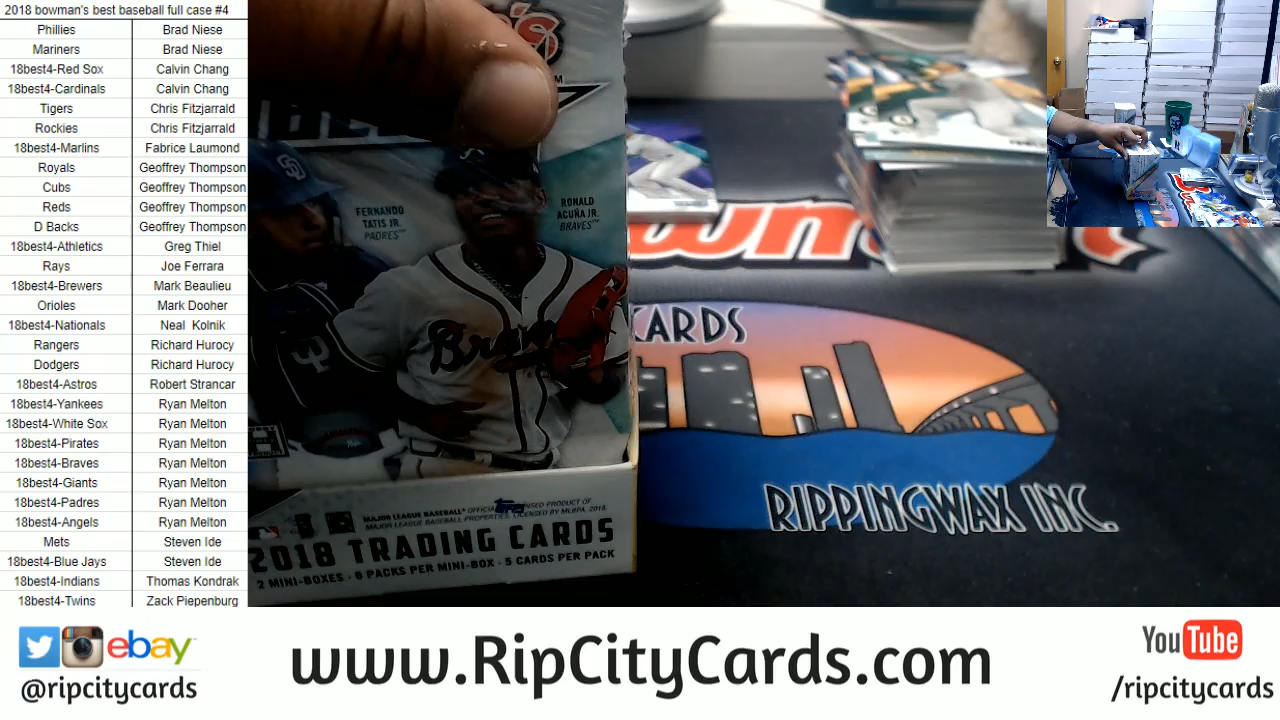 2018 bowman's best baseball full case #4
Phillies Brad Niese
Mariners Brad Niese
18best4-Red Sox Calvin Chang
18best4-Cardinals Calvin Chang
Tigers Chris Fitzjarrald
Rockies Chris Fitzjarrald
18best4-Marlins Fabrice Laumond
Royals Geoffrey Thompson
Cubs Geoffrey Thompson
Reds Geoffrey Thompson
D Backs Geoffrey Thompson
18best4-Athletics Greg Thiel
Rays Joe Ferrara
18best4-Brewers Mark Beaulieu
Orioles Mark Dooher
18best4-Nationals Neal Kolnik
Rangers Richard Hurocy
Dodgers Richard Hurocy
18best4-Astros Robert Strancar
18best4-Yankees Ryan Melton
18best4-White Sox Ryan Melton
18best4-Pirates Ryan Melton
18best4-Braves Ryan Melton
18best4-Giants Ryan Melton
18best4-Padres Ryan Melton
18best4-Angels Ryan Melton
Mets Steven Ide
18best4-Blue Jays Steven Ide
18best4-Indians Thomas Kondrak
18best4-Twins Zack Piepenburg
FERNANDO
TATIS JR.
PADRES™
RONALD
ACUÑA JR.
BRAVES™
Braves
topps
MAJOR LEAGUE BASEBALL
MAJOR LEAGUE BASEBALL PROPERTIES. LICENSED BY MLBPA. 2018.
2018 TRADING CARDS
2 MINI-BOXES - 6 PACKS PER MINI-BOX - 5 CARDS PER PACK
CARDS
RIPPINGWAX INC.
ebay
@ripcitycards
www.RipCityCards.com
YouTube
/ripcitycards